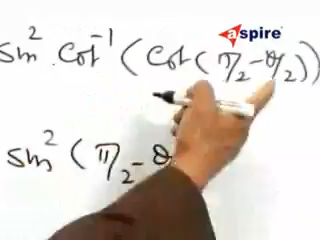 aspire
sin² Cot⁻¹ ( Cot ( π/2 - θ/2 ) )
sin² ( π/2 - θ